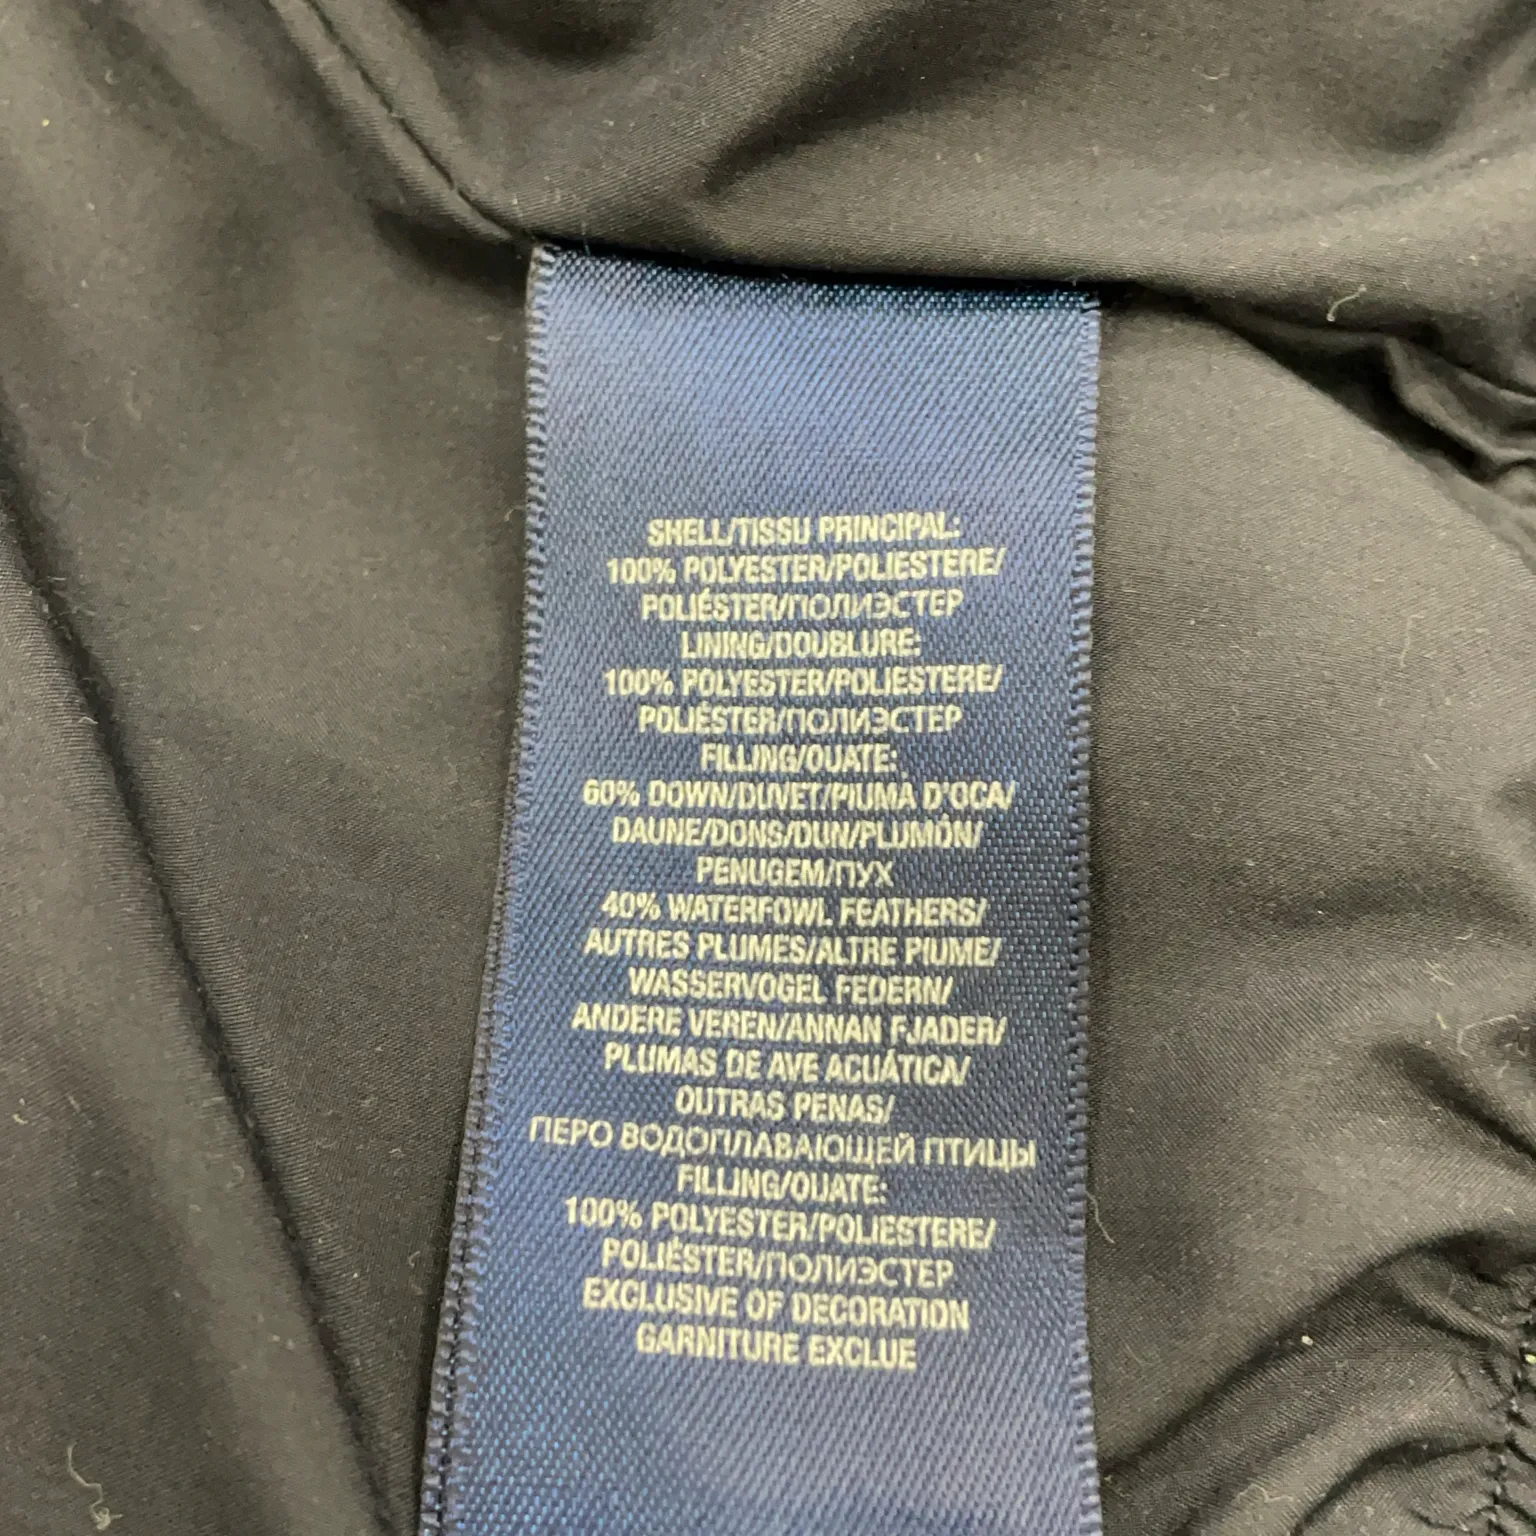 SHELL/TISSU PRINCIPAL:
100% POLYESTER/POLIESTERE/
POLIÉSTER/ПОЛИЭСТЕР
LINING/DOUBLURE:
100% POLYESTER/POLIESTERE/
POLIÉSTER/ПОЛИЭСТЕР
FILLING/OUATE:
60% DOWN/DUVET/PIUMA D'OCA/
DAUNE/DONS/DUN/PLUMÓN/
PENUGEM/ПУХ
40% WATERFOWL FEATHERS/
AUTRES PLUMES/ALTRE PIUME/
WASSERVOGEL FEDERN/
ANDERE VEREN/ANNAN FJADER/
PLUMAS DE AVE ACUÁTICA/
OUTRAS PENAS/
ПЕРО ВОДОПЛАВАЮЩЕЙ ПТИЦЫ
FILLING/OUATE:
100% POLYESTER/POLIESTERE/
POLIÉSTER/ПОЛИЭСТЕР
EXCLUSIVE OF DECORATION
GARNITURE EXCLUE